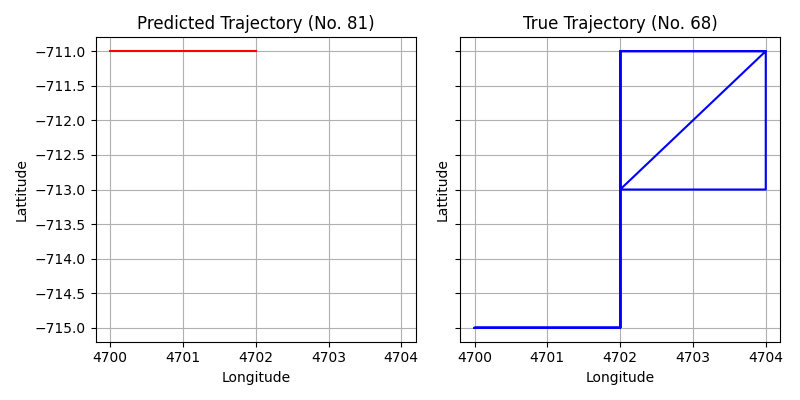 Predicted Trajectory (No. 81)
True Trajectory (No. 68)
−711.0
−711.5
−712.0
−712.5
−713.0
−713.5
−714.0
−714.5
−715.0
Lattitude
Lattitude
4700 4701 4702 4703 4704
4700 4701 4702 4703 4704
Longitude
Longitude